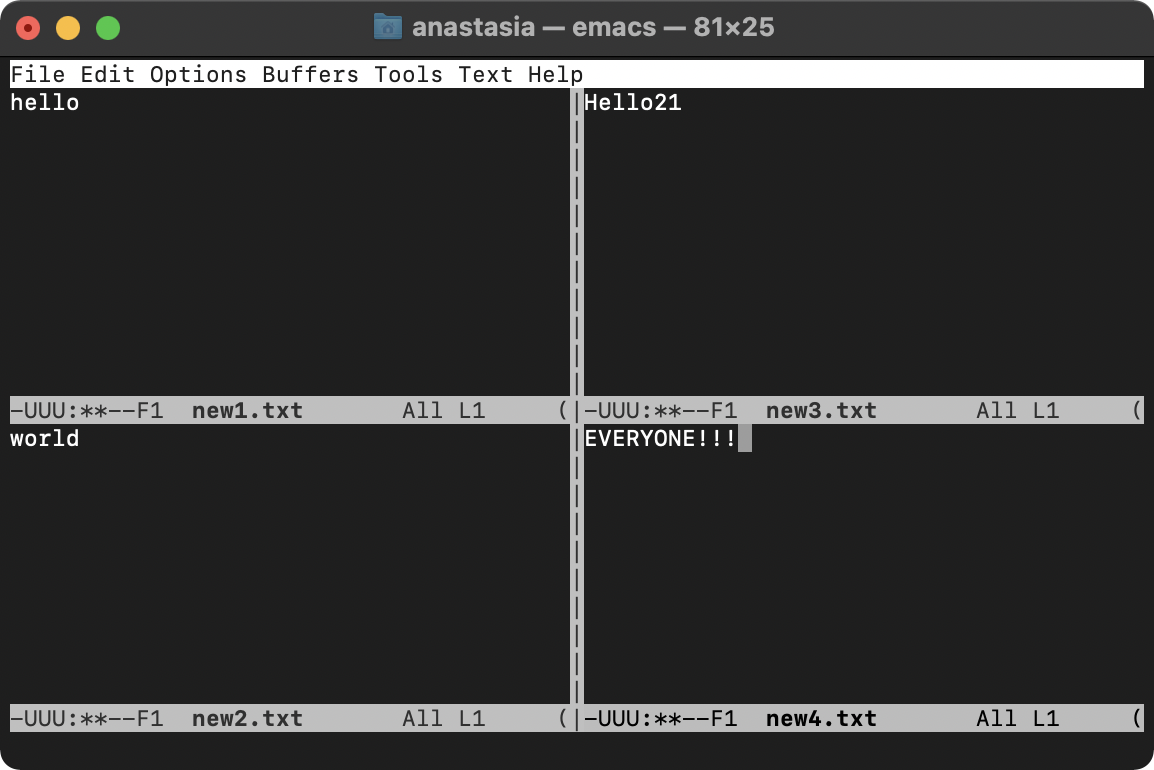 anastasia — emacs — 81×25
File Edit Options Buffers Tools Text Help
hello
-UUU:**--F1  new1.txt       All L1     (
world
-UUU:**--F1  new2.txt       All L1     (
Hello21
-UUU:**--F1  new3.txt       All L1     (
EVERYONE!!!
-UUU:**--F1  new4.txt       All L1     (